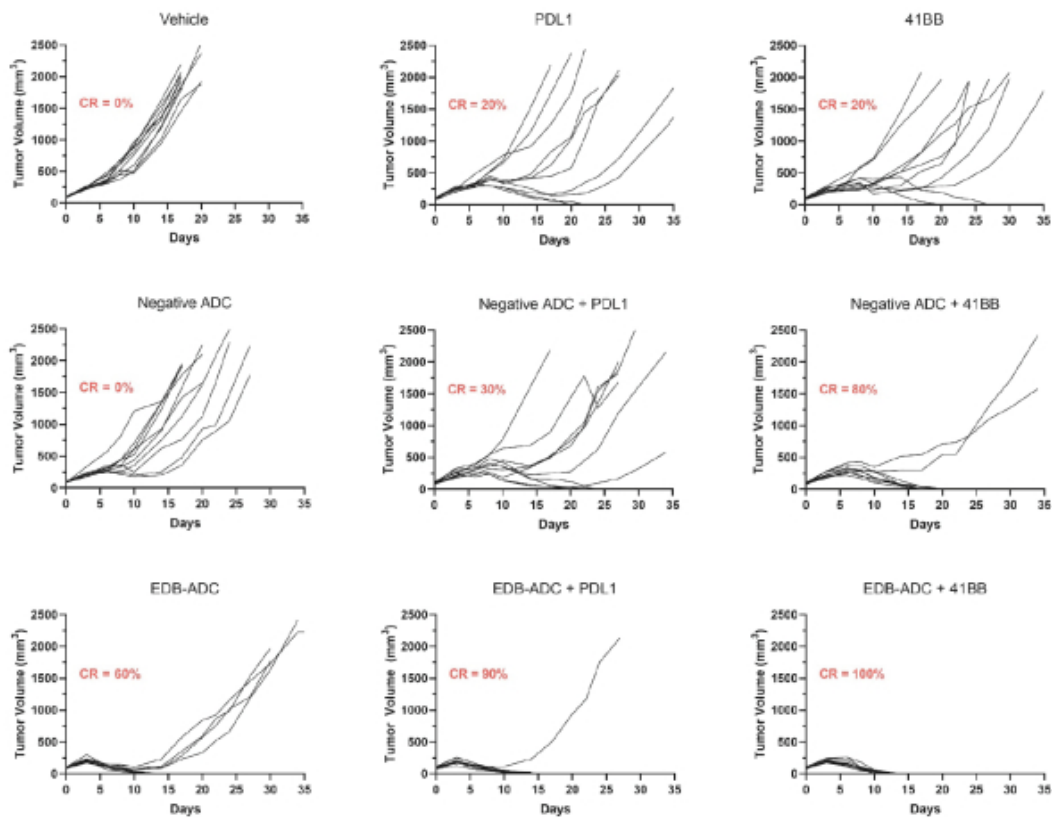 Vehicle
PDL1
41BB
2500
2000
1500
1000
500
0
Tumor Volume (mm3)
CR = 0%
0 5 10 15 20 25 30 35
Days
2500
2000
1500
1000
500
0
Tumor Volume (mm3)
CR = 20%
0 5 10 15 20 25 30 35
Days
2500
2000
1500
1000
500
0
Tumor Volume (mm3)
CR = 20%
0 5 10 15 20 25 30 35
Days
Negative ADC
Negative ADC + PDL1
Negative ADC + 41BB
2500
2000
1500
1000
500
0
Tumor Volume (mm3)
CR = 0%
0 5 10 15 20 25 30 35
Days
2500
2000
1500
1000
500
0
Tumor Volume (mm3)
CR = 30%
0 5 10 15 20 25 30 35
Days
2500
2000
1500
1000
500
0
Tumor Volume (mm3)
CR = 80%
0 5 10 15 20 25 30 35
Days
EDB-ADC
EDB-ADC + PDL1
EDB-ADC + 41BB
2500
2000
1500
1000
500
0
Tumor Volume (mm3)
CR = 60%
0 5 10 15 20 25 30 35
Days
2500
2000
1500
1000
500
0
Tumor Volume (mm3)
CR = 90%
0 5 10 15 20 25 30 35
Days
2500
2000
1500
1000
500
0
Tumor Volume (mm3)
CR = 100%
0 5 10 15 20 25 30 35
Days